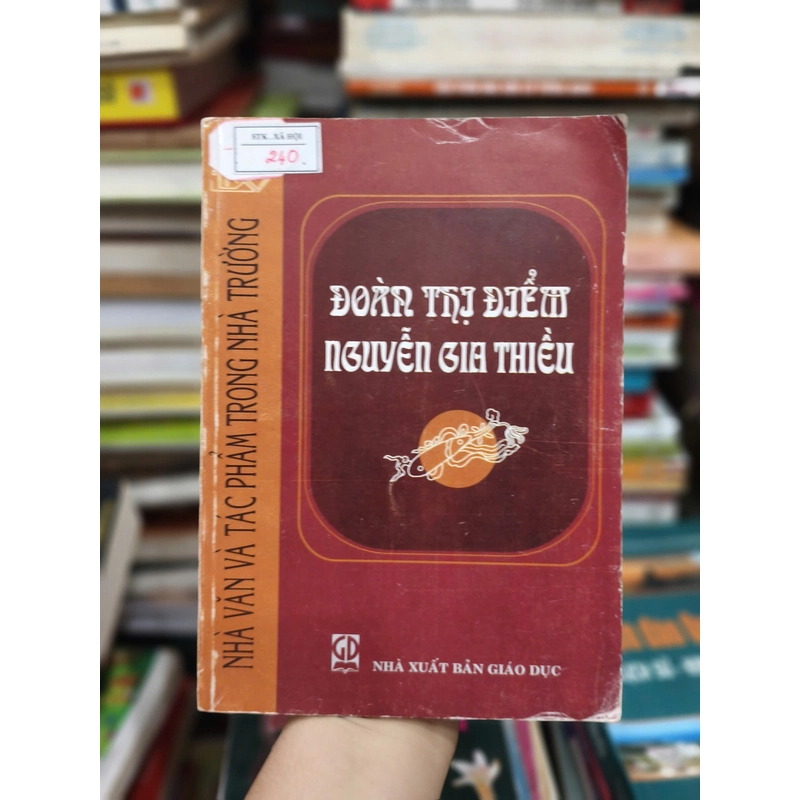 STK..XÃ HỘI
240
NHÀ VĂN VÀ TÁC PHẨM TRONG NHÀ TRƯỜNG
ĐOÀN THỊ ĐIỂM
NGUYỄN GIA THIỀU
GD
NHÀ XUẤT BẢN GIÁO DỤC